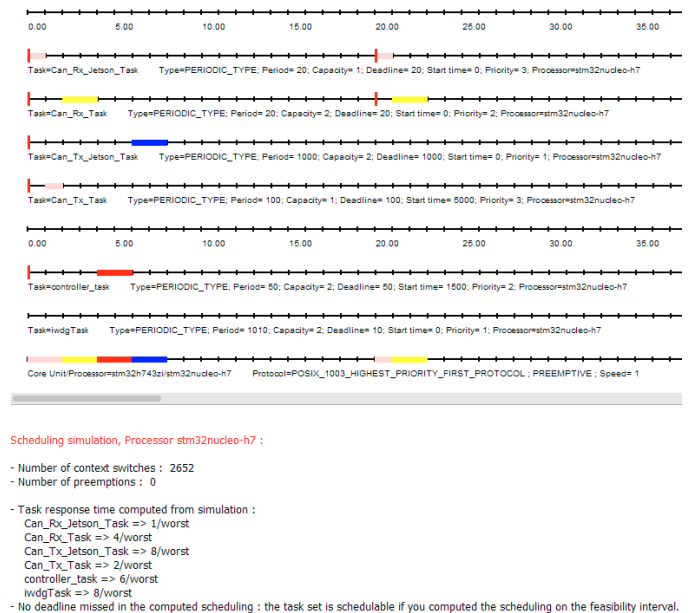 0.00 5.00 10.00 15.00 20.00 25.00 30.00 35.00
Task=Can_Rx_Jetson_Task Type=PERIODIC_TYPE; Period= 20; Capacity= 1; Deadline= 20; Start time= 0; Priority= 3; Processor=stm32nucleo-h7
Task=Can_Rx_Task Type=PERIODIC_TYPE; Period= 20; Capacity= 2; Deadline= 20; Start time= 0; Priority= 2; Processor=stm32nucleo-h7
Task=Can_Tx_Jetson_Task Type=PERIODIC_TYPE; Period= 1000; Capacity= 2; Deadline= 1000; Start time= 0; Priority= 1; Processor=stm32nucleo-h7
Task=Can_Tx_Task Type=PERIODIC_TYPE; Period= 100; Capacity= 1; Deadline= 100; Start time= 5000; Priority= 3; Processor=stm32nucleo-h7
0.00 5.00 10.00 15.00 20.00 25.00 30.00 35.00
Task=controller_task Type=PERIODIC_TYPE; Period= 50; Capacity= 2; Deadline= 50; Start time= 1500; Priority= 2; Processor=stm32nucleo-h7
Task=iwdgTask Type=PERIODIC_TYPE; Period= 1010; Capacity= 2; Deadline= 10; Start time= 0; Priority= 1; Processor=stm32nucleo-h7
Core Unit/Processor=stm32h743zi/stm32nucleo-h7 Protocol=POSIX_1003_HIGHEST_PRIORITY_FIRST_PROTOCOL ; PREEMPTIVE ; Speed= 1
Scheduling simulation, Processor stm32nucleo-h7 :
- Number of context switches : 2652
- Number of preemptions : 0
- Task response time computed from simulation :
Can_Rx_Jetson_Task => 1/worst
Can_Rx_Task => 4/worst
Can_Tx_Jetson_Task => 8/worst
Can_Tx_Task => 2/worst
controller_task => 6/worst
iwdgTask => 8/worst
- No deadline missed in the computed scheduling : the task set is schedulable if you computed the scheduling on the feasibility interval.